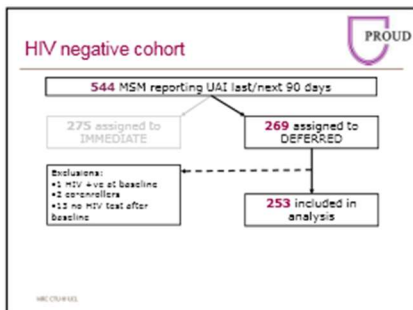 PROUD
HIV negative cohort
544 MSM reporting UAI last/next 90 days
275 assigned to
IMMEDIATE
269 assigned to
DEFERRED
Exclusions:
•1 HIV +ve at baseline
•2 co-enrollers
•13 no HIV test after
baseline
253 included in
analysis
MRC CTU at UCL